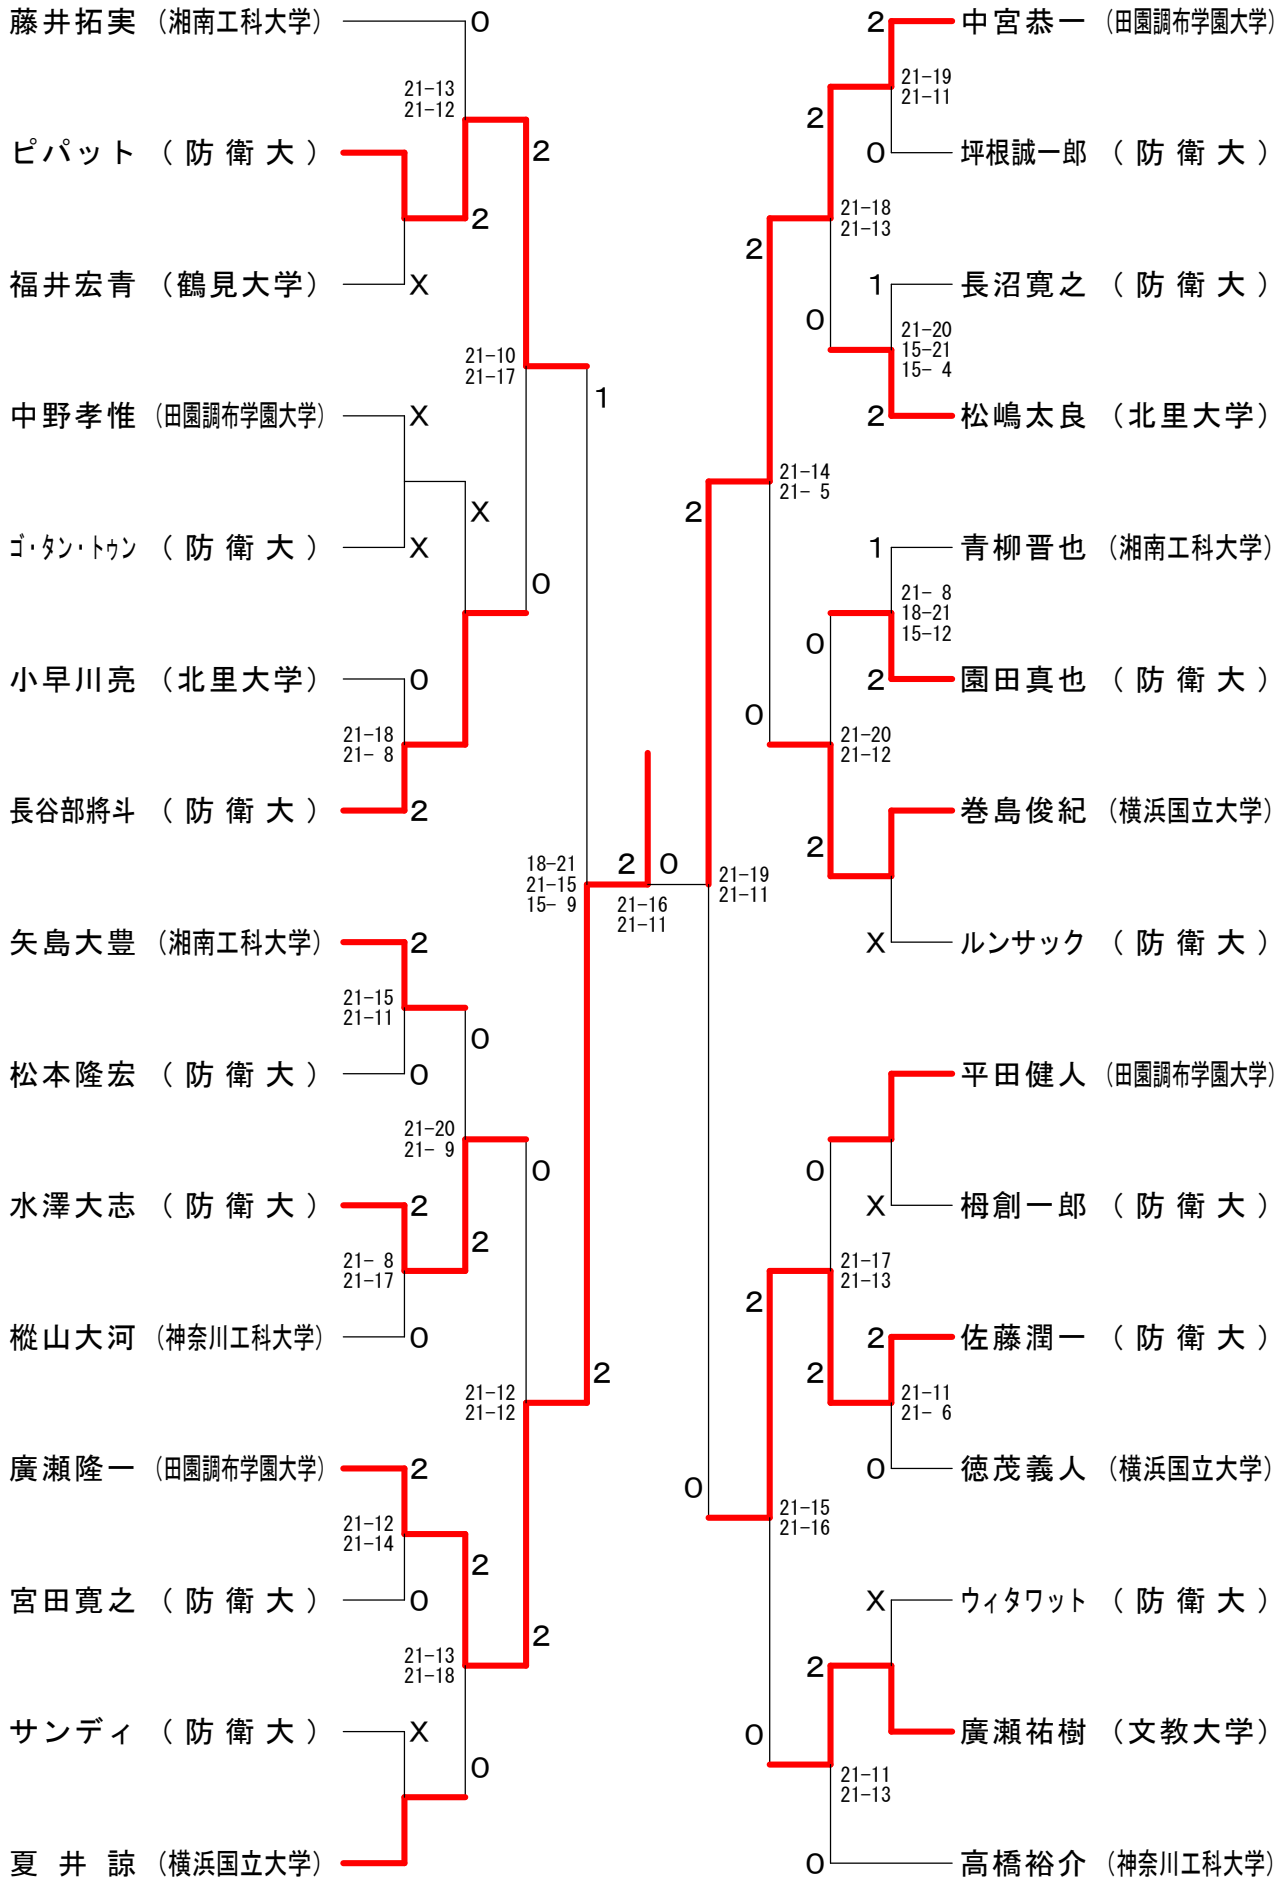 藤井拓実 （湘南工科大学） 0
21-13
21-12
ピパット （防衛大） 2
2
福井宏青 （鶴見大学） X
21-10
21-17
1
中野孝惟 （田園調布学園大学） X
X
ゴ・タン・トゥン （防衛大） X
0
小早川亮 （北里大学） 0
21-18
21- 8
長谷部將斗 （防衛大） 2
18-21
21-15
15- 9
2 0
21-16
21-11
矢島大豊 （湘南工科大学） 2
21-15
21-11
0
松本隆宏 （防衛大） 0
21-20
21- 9
0
水澤大志 （防衛大） 2
2
21- 8
21-17
樅山大河 （神奈川工科大学） 0
2
21-12
21-12
廣瀬隆一 （田園調布学園大学） 2
21-12
21-14
2
宮田寛之 （防衛大） 0
2
21-13
21-18
サンディ （防衛大） X
0
夏井諒 （横浜国立大学）
2 中宮恭一 （田園調布学園大学）
21-19
21-11
2
0 坪根誠一郎 （防衛大）
21-18
21-13
2
1 長沼寛之 （防衛大）
0
21-20
15-21
15- 4
2 松嶋太良 （北里大学）
21-14
21- 5
2
1 青柳晋也 （湘南工科大学）
21- 8
18-21
15-12
0
2 園田真也 （防衛大）
0
21-20
21-12
巻島俊紀 （横浜国立大学）
2
21-19
21-11
X ルンサック （防衛大）
平田健人 （田園調布学園大学）
0
X 栂創一郎 （防衛大）
21-17
21-13
2
2 佐藤潤一 （防衛大）
2
21-11
21- 6
0 徳茂義人 （横浜国立大学）
0
21-15
21-16
X ウィタワット （防衛大）
2
0
廣瀬祐樹 （文教大学）
21-11
21-13
0 高橋裕介 （神奈川工科大学）